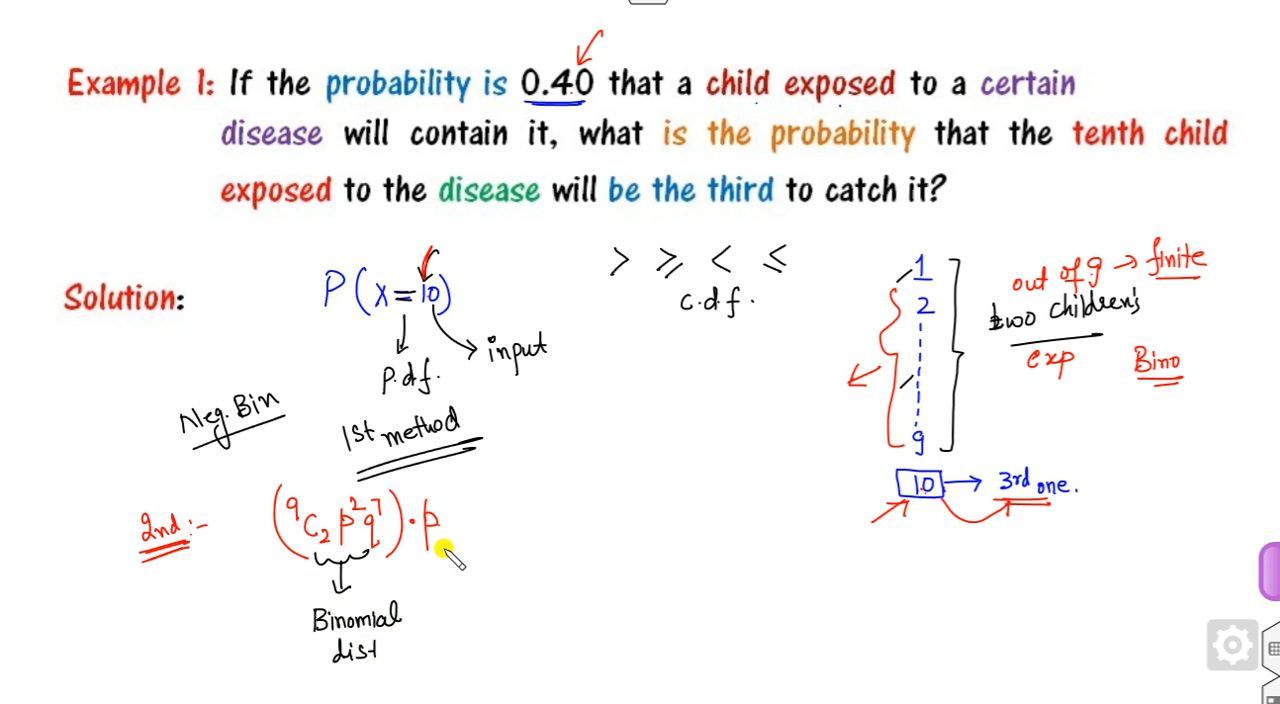 Example 1: If the probability is 0.40 that a child exposed to a certain
disease will contain it, what is the probability that the tenth child
exposed to the disease will be the third to catch it?
Solution:
P(x=10)
p.d.f.
input
> ≥ < ≤
c.d.f.
1
2
9
10 → 3rd one.
out of 9 → finite
two children's
exp
Bino
Neg. Bin
1st method
2nd :-
(⁹C₂ p² q⁷) · p
Binomial
dist